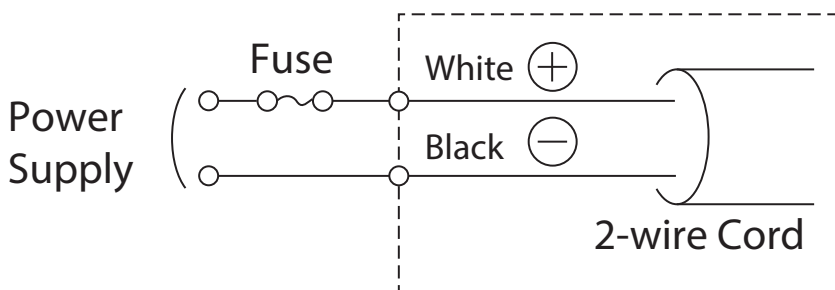 Fuse
White +
Power
Supply
Black −
2-wire Cord